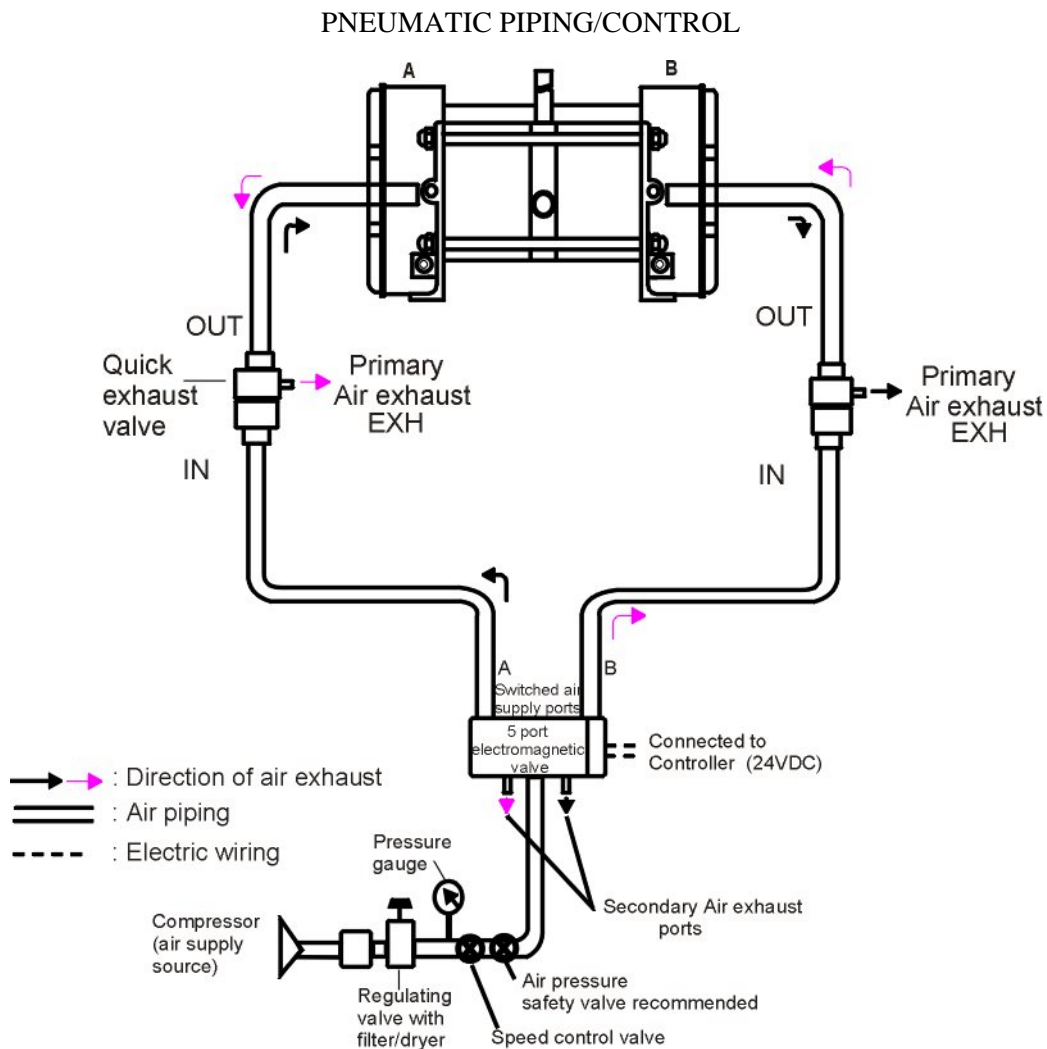 PNEUMATIC PIPING/CONTROL
A
B
OUT
OUT
Quick
exhaust
valve
Primary
Air exhaust
EXH
Primary
Air exhaust
EXH
IN
IN
A
B
Switched air
supply ports
5 port
electromagnetic
valve
Connected to
Controller (24VDC)
: Direction of air exhaust
: Air piping
: Electric wiring
Pressure
gauge
Secondary Air exhaust
ports
Compressor
(air supply
source)
Air pressure
safety valve recommended
Regulating
valve with
filter/dryer
Speed control valve